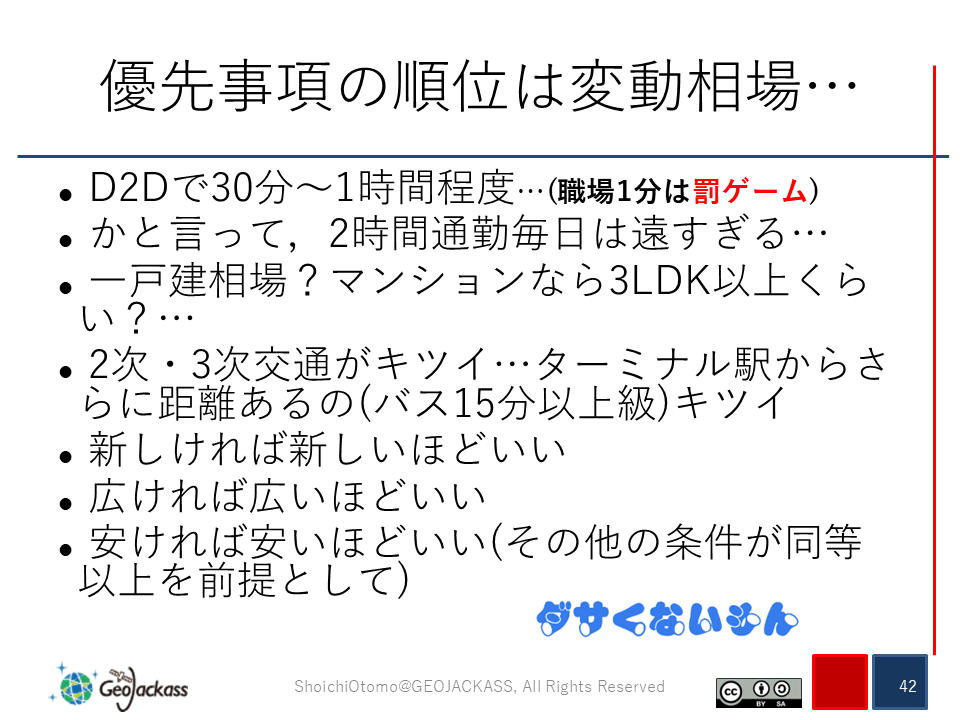 優先事項の順位は変動相場…
● D2Dで30分～1時間程度…(職場1分は罰ゲーム)
● かと言って，2時間通勤毎日は遠すぎる…
● 一戸建相場？マンションなら3LDK以上くら
い？…
● 2次・3次交通がキツイ…ターミナル駅からさ
らに距離あるの(バス15分以上級)キツイ
● 新しければ新しいほどいい
● 広ければ広いほどいい
● 安ければ安いほどいい(その他の条件が同等
以上を前提として)
ダサくないもん
GeoJackass
ShoichiOtomo@GEOJACKASS, All Rights Reserved
cc BY SA
42